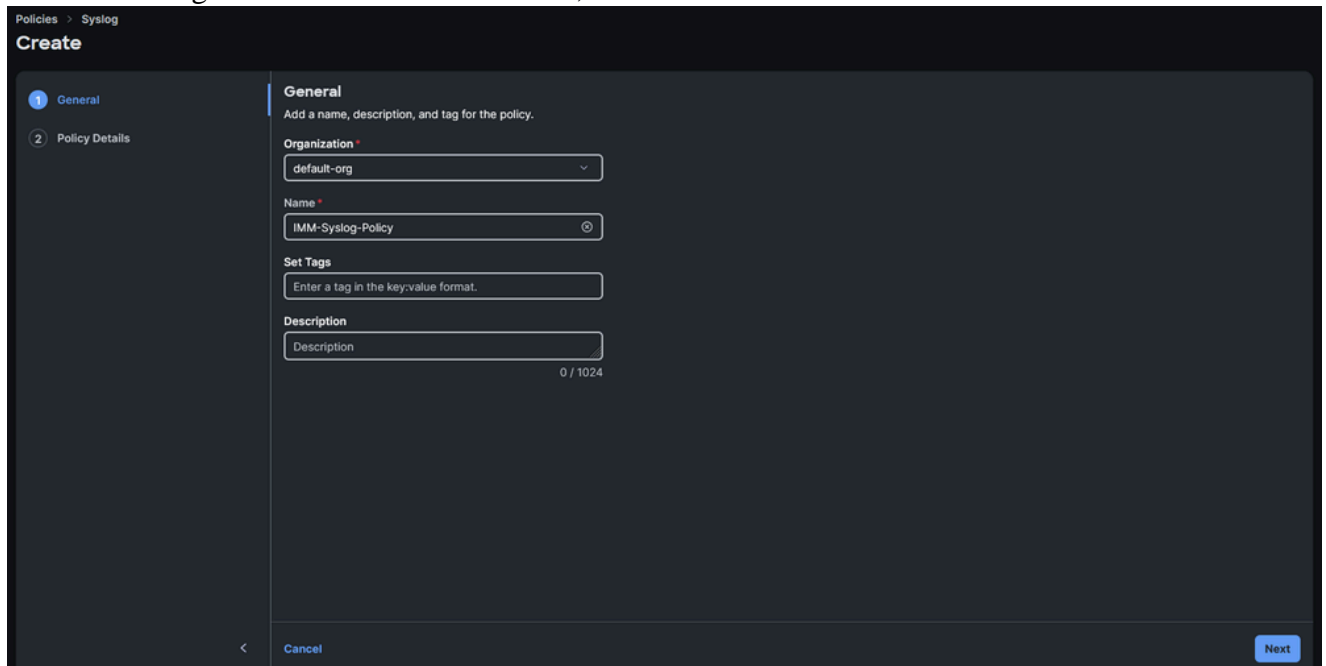 Policies > Syslog
Create
1 General
2 Policy Details
General
Add a name, description, and tag for the policy.
Organization *
default-org
Name *
IMM-Syslog-Policy
Set Tags
Enter a tag in the key:value format.
Description
Description
0 / 1024
< Cancel Next